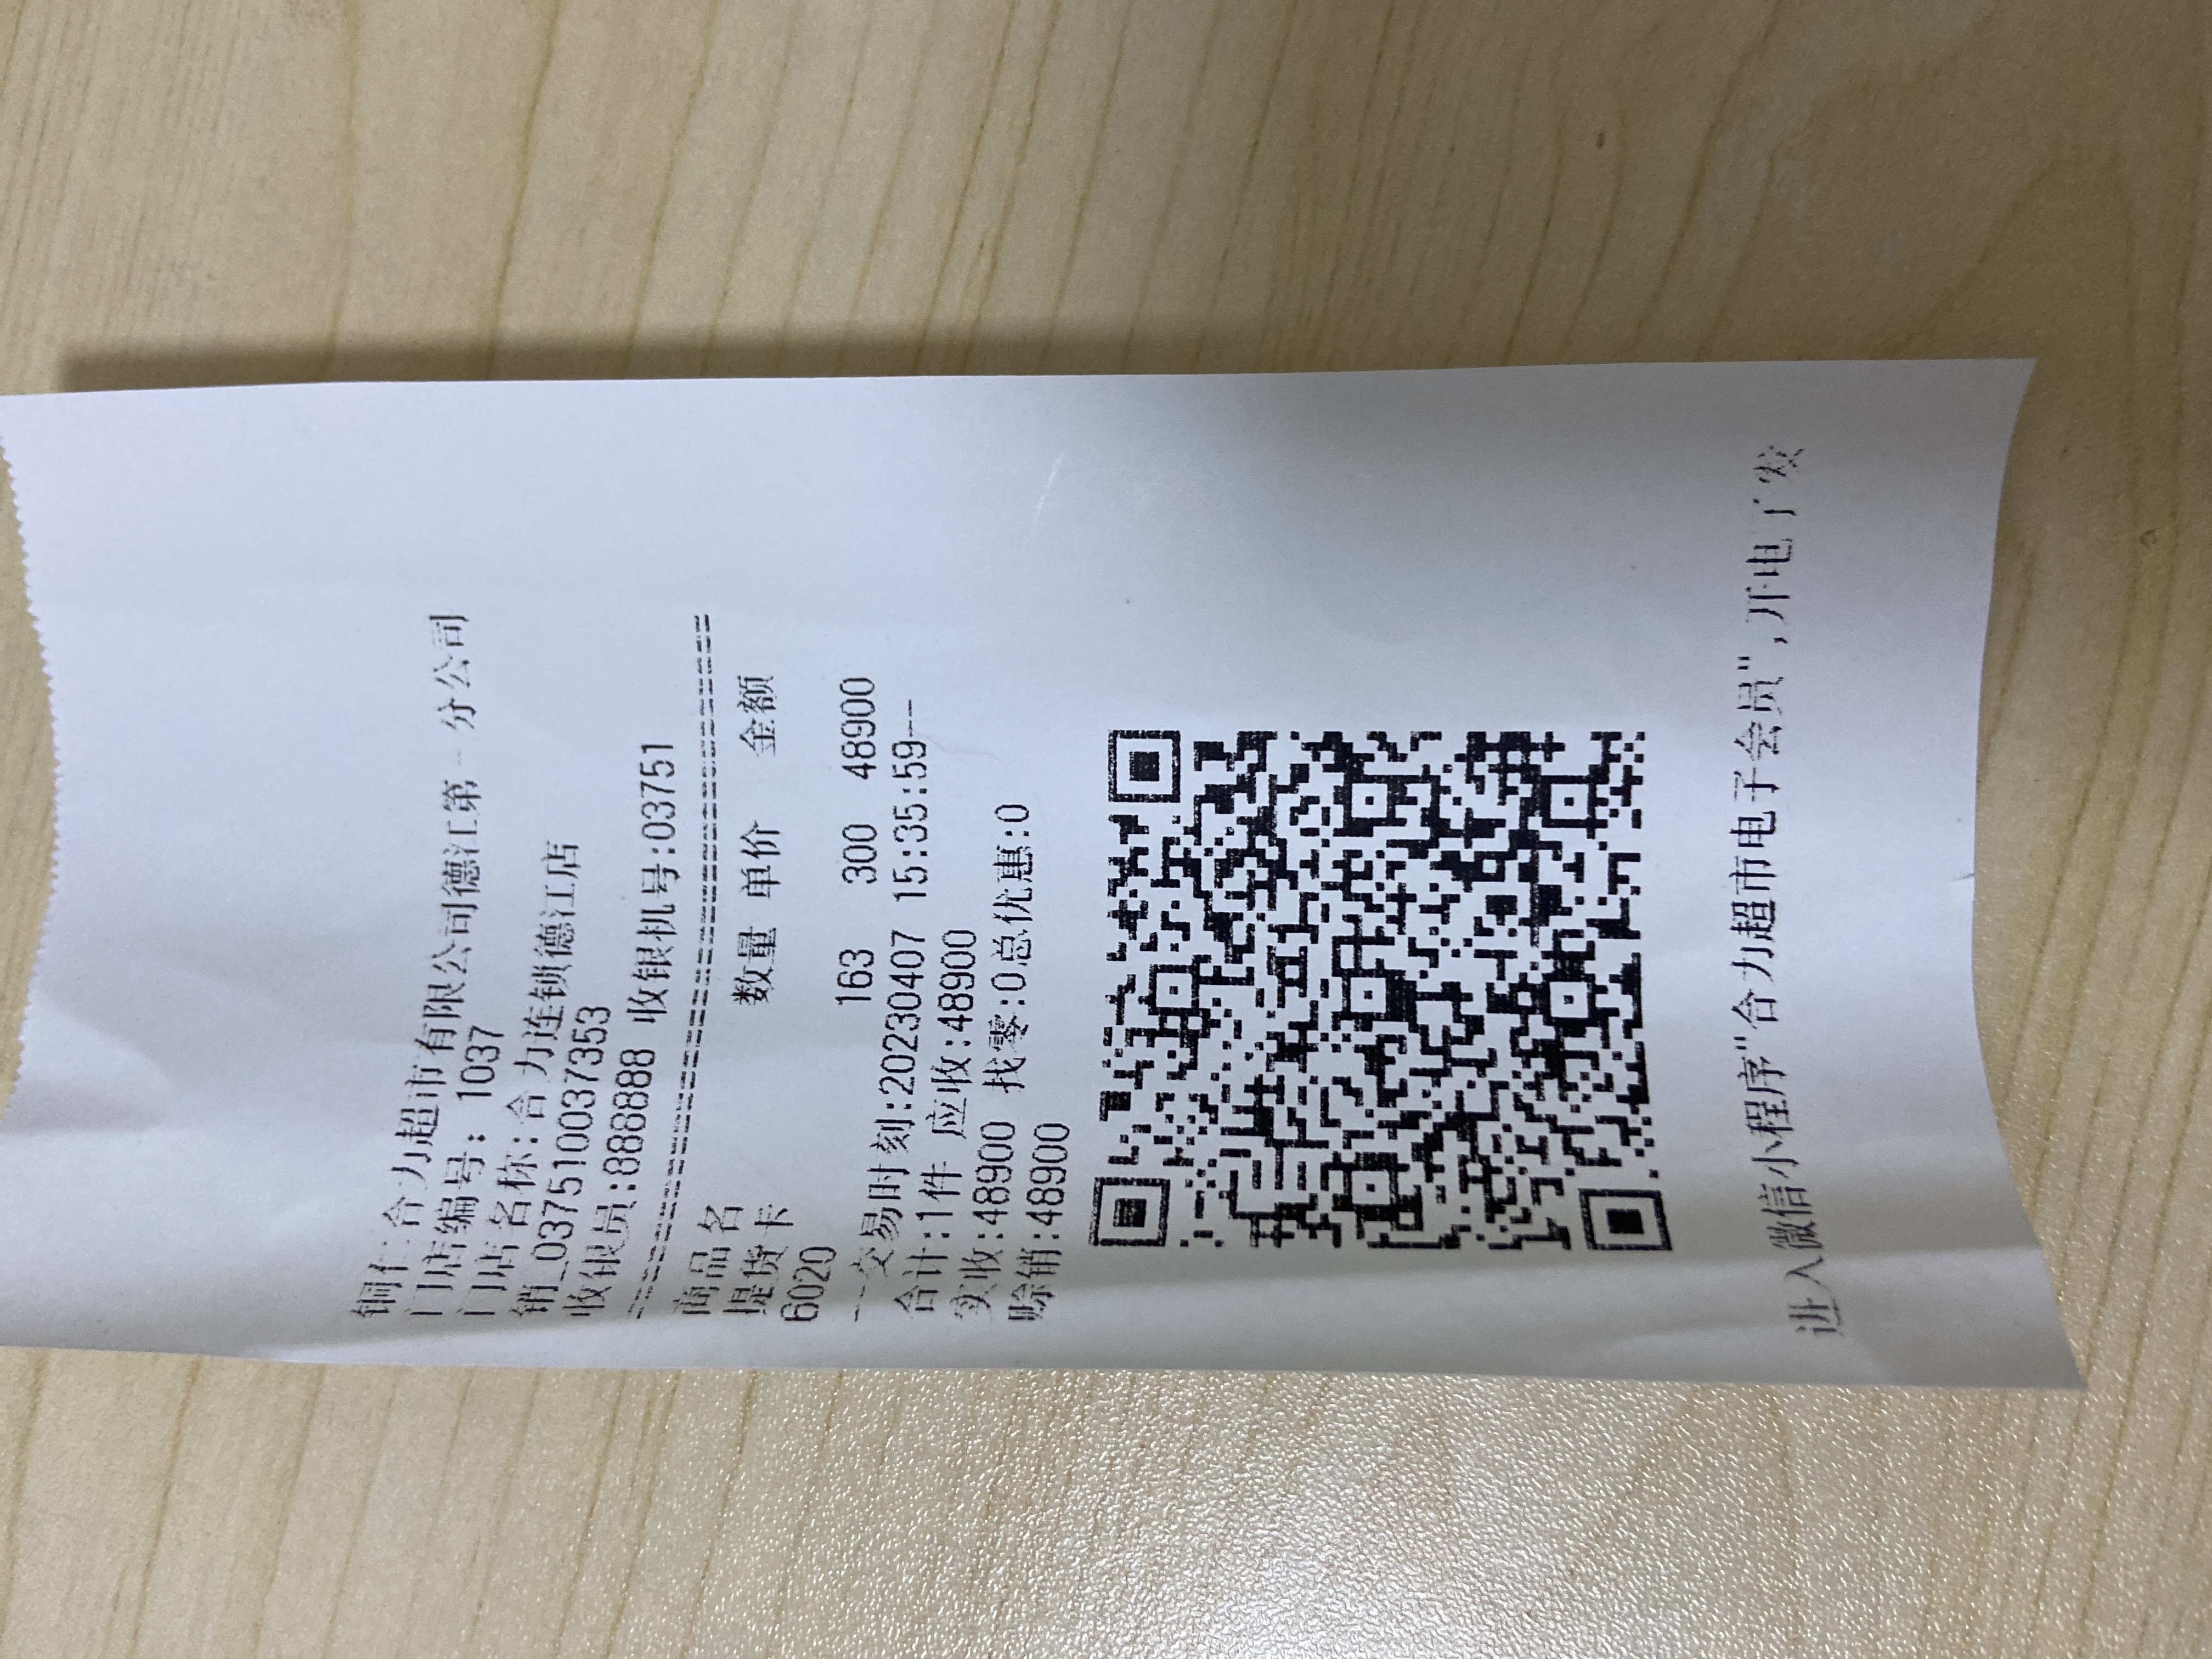 铜仁合力超市有限公司德江第一分公司
门店编号: 1037
门店名称:合力连锁德江店
销_037510037353
收银员:888888 收银机号:03751
商品名 数量 单价 金额
提货卡
6020 163 300 48900
--交易时刻:20230407 15:35:59--
合计:1件 应收:48900
实收:48900 找零:0总优惠:0
赊销:48900
进入微信小程序"合力超市电子会员",开电子发